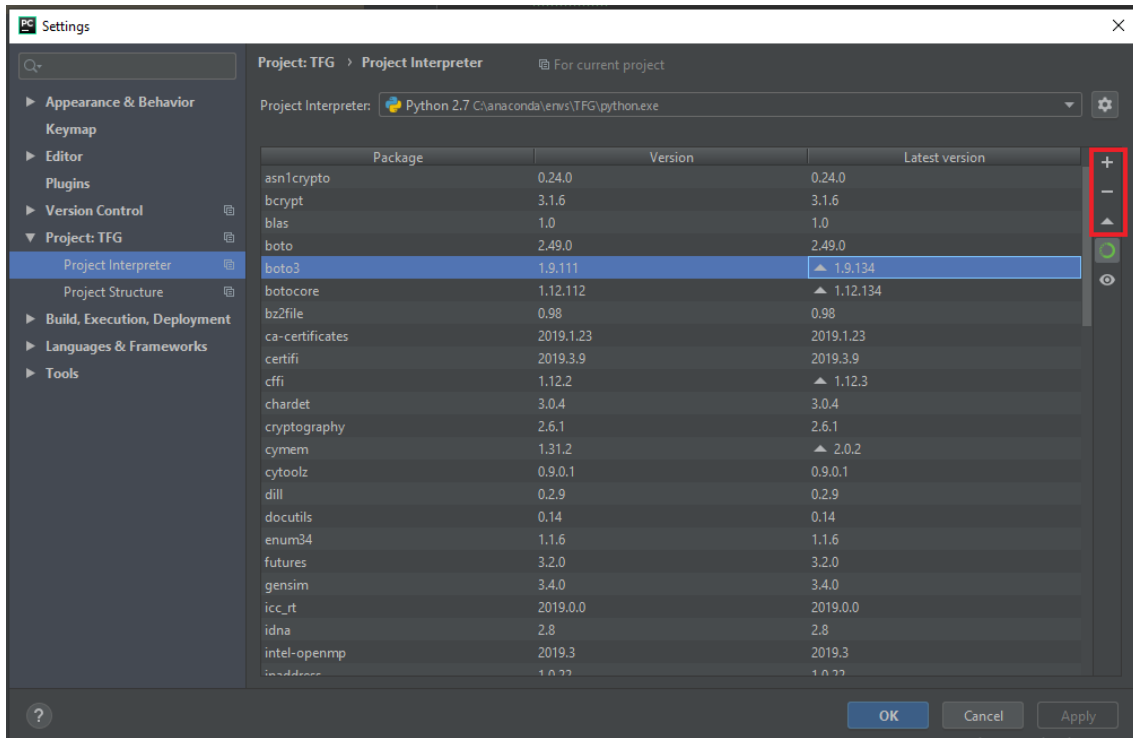 PC Settings
Project: TFG › Project Interpreter For current project
Appearance & Behavior
Keymap
Editor
Plugins
Version Control
Project: TFG
Project Interpreter
Project Structure
Build, Execution, Deployment
Languages & Frameworks
Tools
Project Interpreter: Python 2.7 C:\anaconda\envs\TFG\python.exe
Package Version Latest version
asn1crypto 0.24.0 0.24.0
bcrypt 3.1.6 3.1.6
blas 1.0 1.0
boto 2.49.0 2.49.0
boto3 1.9.111 1.9.134
botocore 1.12.112 1.12.134
bz2file 0.98 0.98
ca-certificates 2019.1.23 2019.1.23
certifi 2019.3.9 2019.3.9
cffi 1.12.2 1.12.3
chardet 3.0.4 3.0.4
cryptography 2.6.1 2.6.1
cymem 1.31.2 2.0.2
cytoolz 0.9.0.1 0.9.0.1
dill 0.2.9 0.2.9
docutils 0.14 0.14
enum34 1.1.6 1.1.6
futures 3.2.0 3.2.0
gensim 3.4.0 3.4.0
icc_rt 2019.0.0 2019.0.0
idna 2.8 2.8
intel-openmp 2019.3 2019.3
ipaddress 1.0.22 1.0.22
? OK Cancel Apply